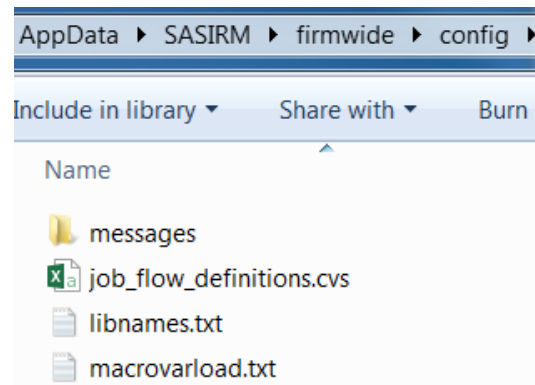 AppData ▸ SASIRM ▸ firmwide ▸ config ▸
Include in library ▾ Share with ▾ Burn
Name
messages
job_flow_definitions.cvs
libnames.txt
macrovarload.txt